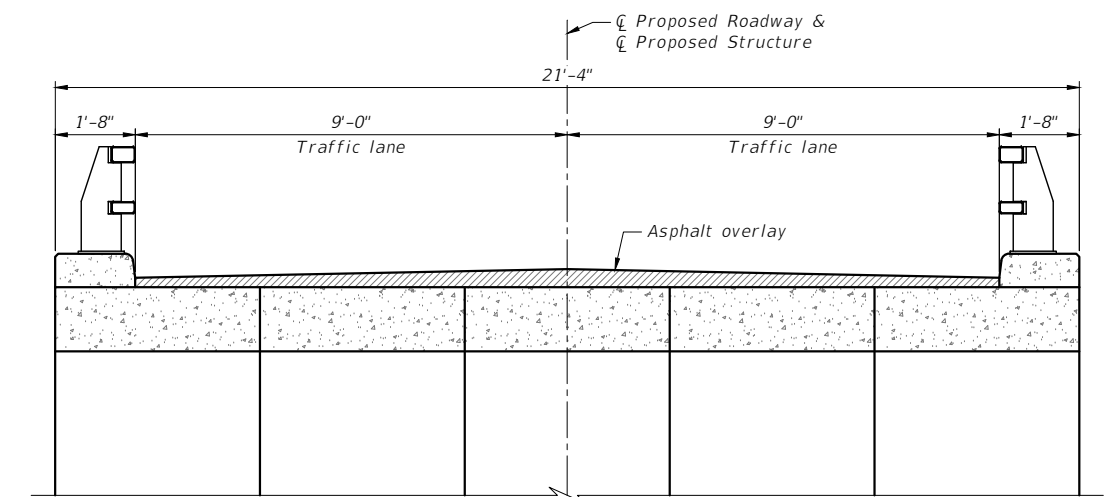 ℄ Proposed Roadway &
℄ Proposed Structure
21'-4"
1'-8"
9'-0"
9'-0"
1'-8"
Traffic lane
Traffic lane
Asphalt overlay